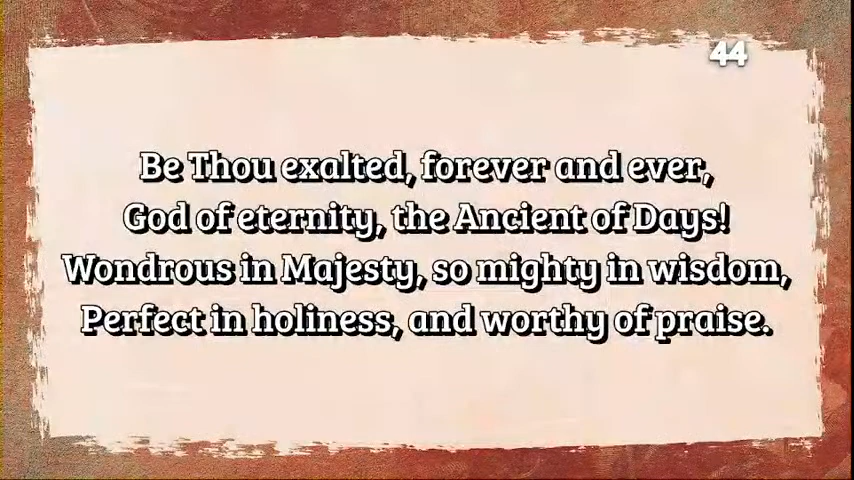 44
Be Thou exalted, forever and ever,
God of eternity, the Ancient of Days!
Wondrous in Majesty, so mighty in wisdom,
Perfect in holiness, and worthy of praise.